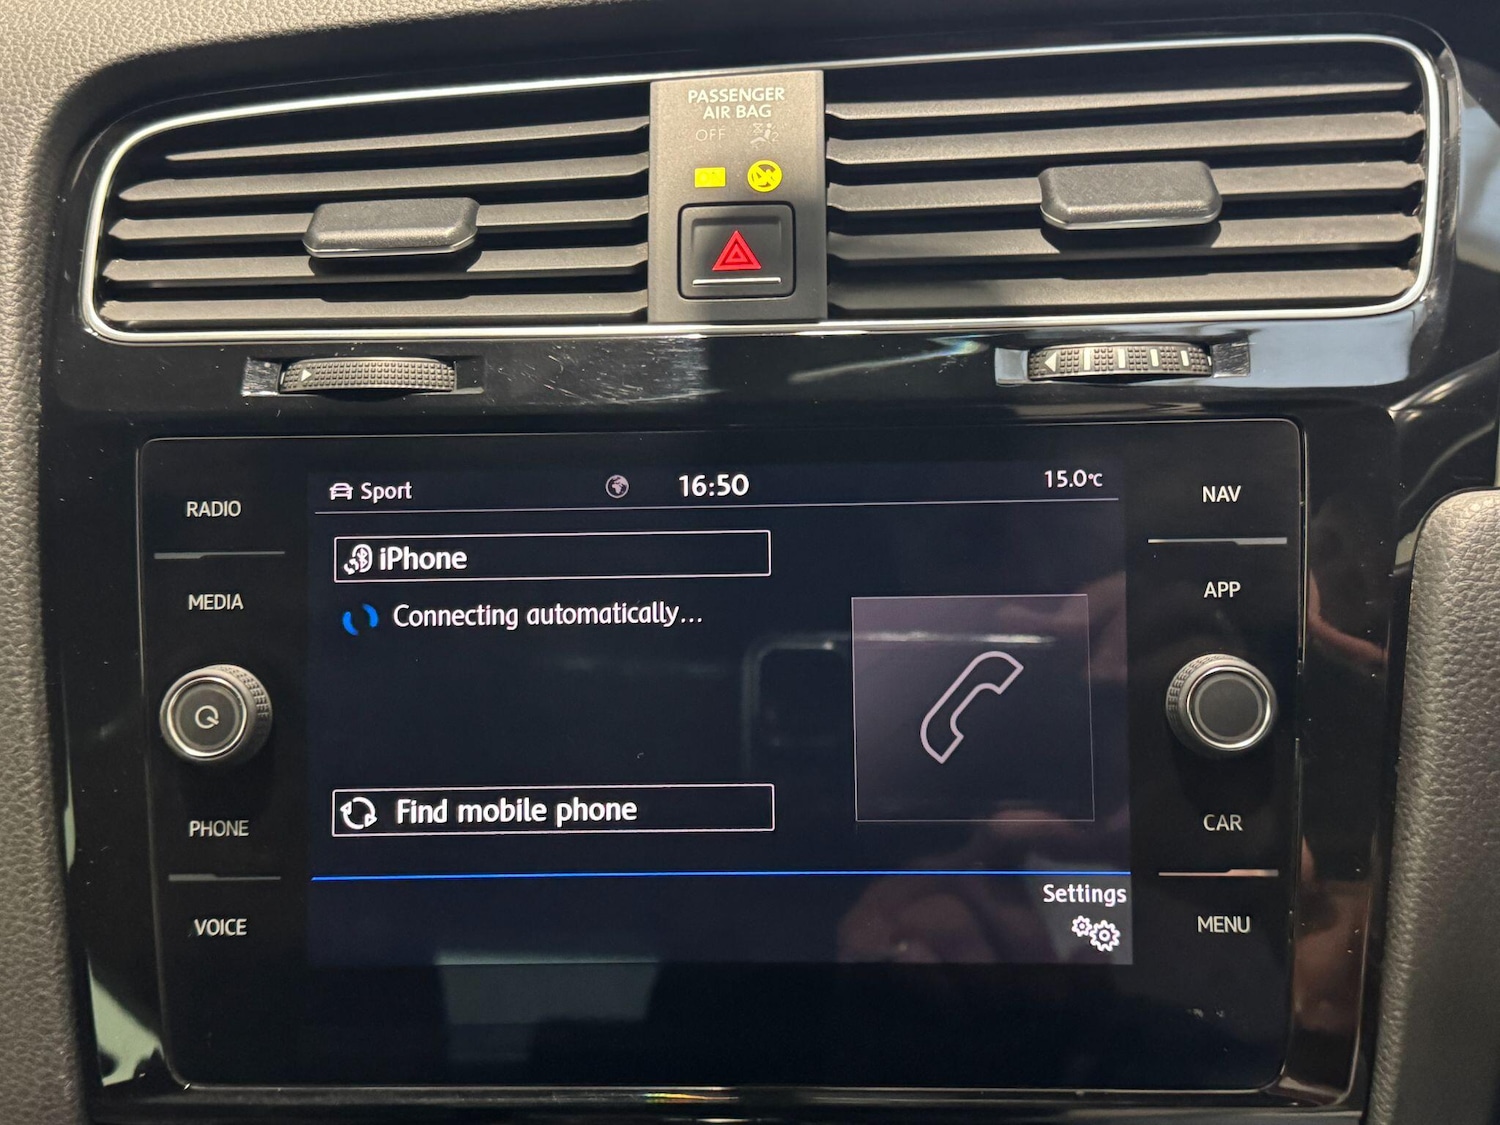 PASSENGER
AIR BAG
OFF
ON
RADIO
MEDIA
PHONE
VOICE
Sport
16:50
15.0°C
iPhone
Connecting automatically...
Find mobile phone
Settings
NAV
APP
CAR
MENU